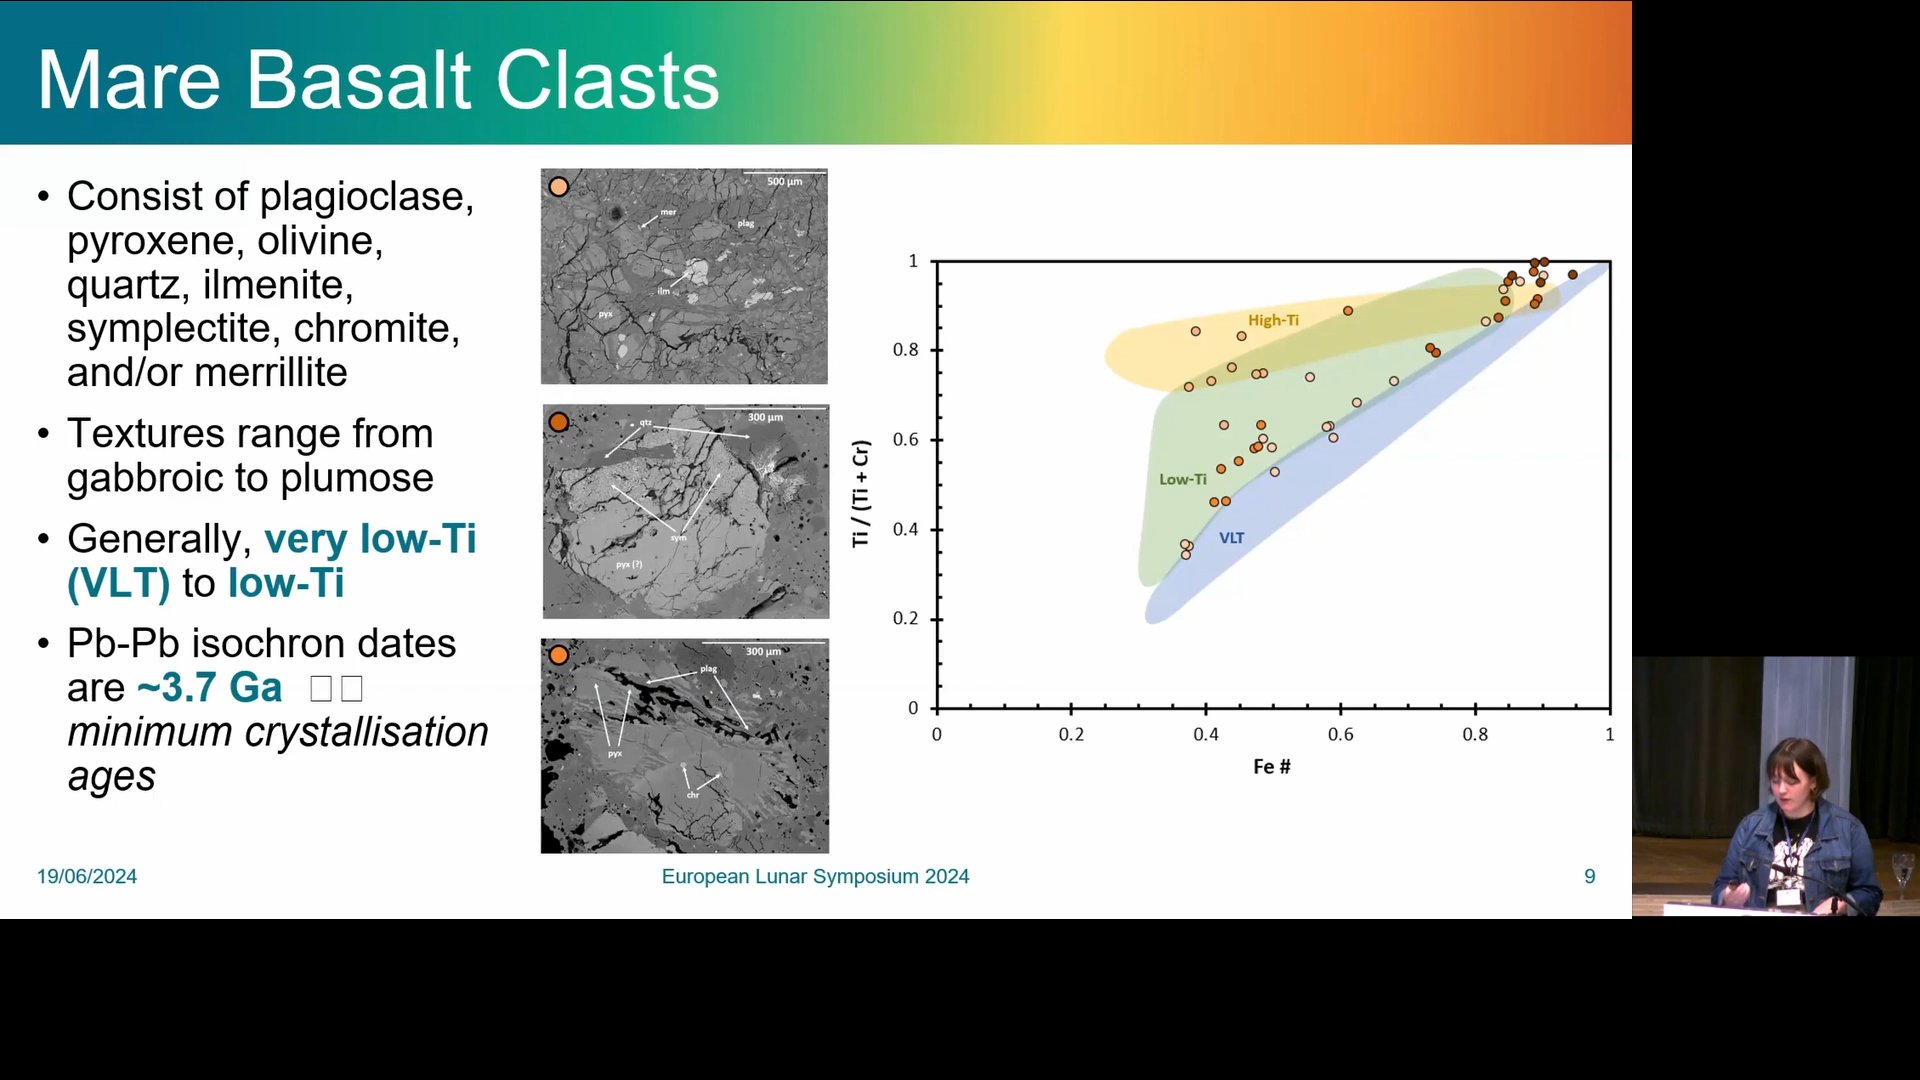 Mare Basalt Clasts
• Consist of plagioclase,
pyroxene, olivine,
quartz, ilmenite,
symplectite, chromite,
and/or merrillite
• Textures range from
gabbroic to plumose
• Generally, very low-Ti
(VLT) to low-Ti
• Pb-Pb isochron dates
are ~3.7 Ga
minimum crystallisation
ages
500 µm
mer
plag
ilm
pyx
300 µm
qtz
sym
pyx (?)
300 µm
plag
pyx
chr
Ti / (Ti + Cr)
1
0.8
0.6
0.4
0.2
0
High-Ti
Low-Ti
VLT
0 0.2 0.4 0.6 0.8 1
Fe #
19/06/2024
European Lunar Symposium 2024
9